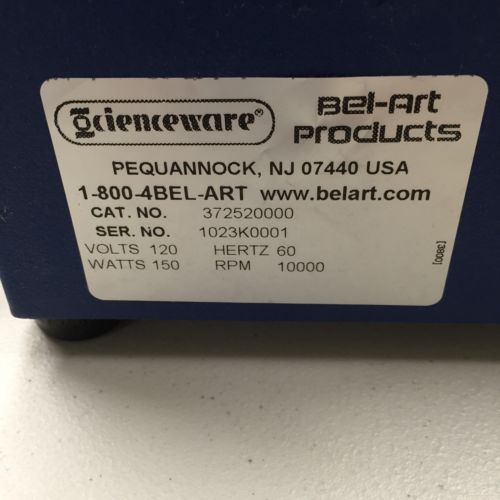 Scienceware®
Bel-Art
Products
PEQUANNOCK, NJ 07440 USA
1-800-4BEL-ART www.belart.com
CAT. NO. 372520000
SER. NO. 1023K0001
VOLTS 120 HERTZ 60
WATTS 150 RPM 10000
[3800]